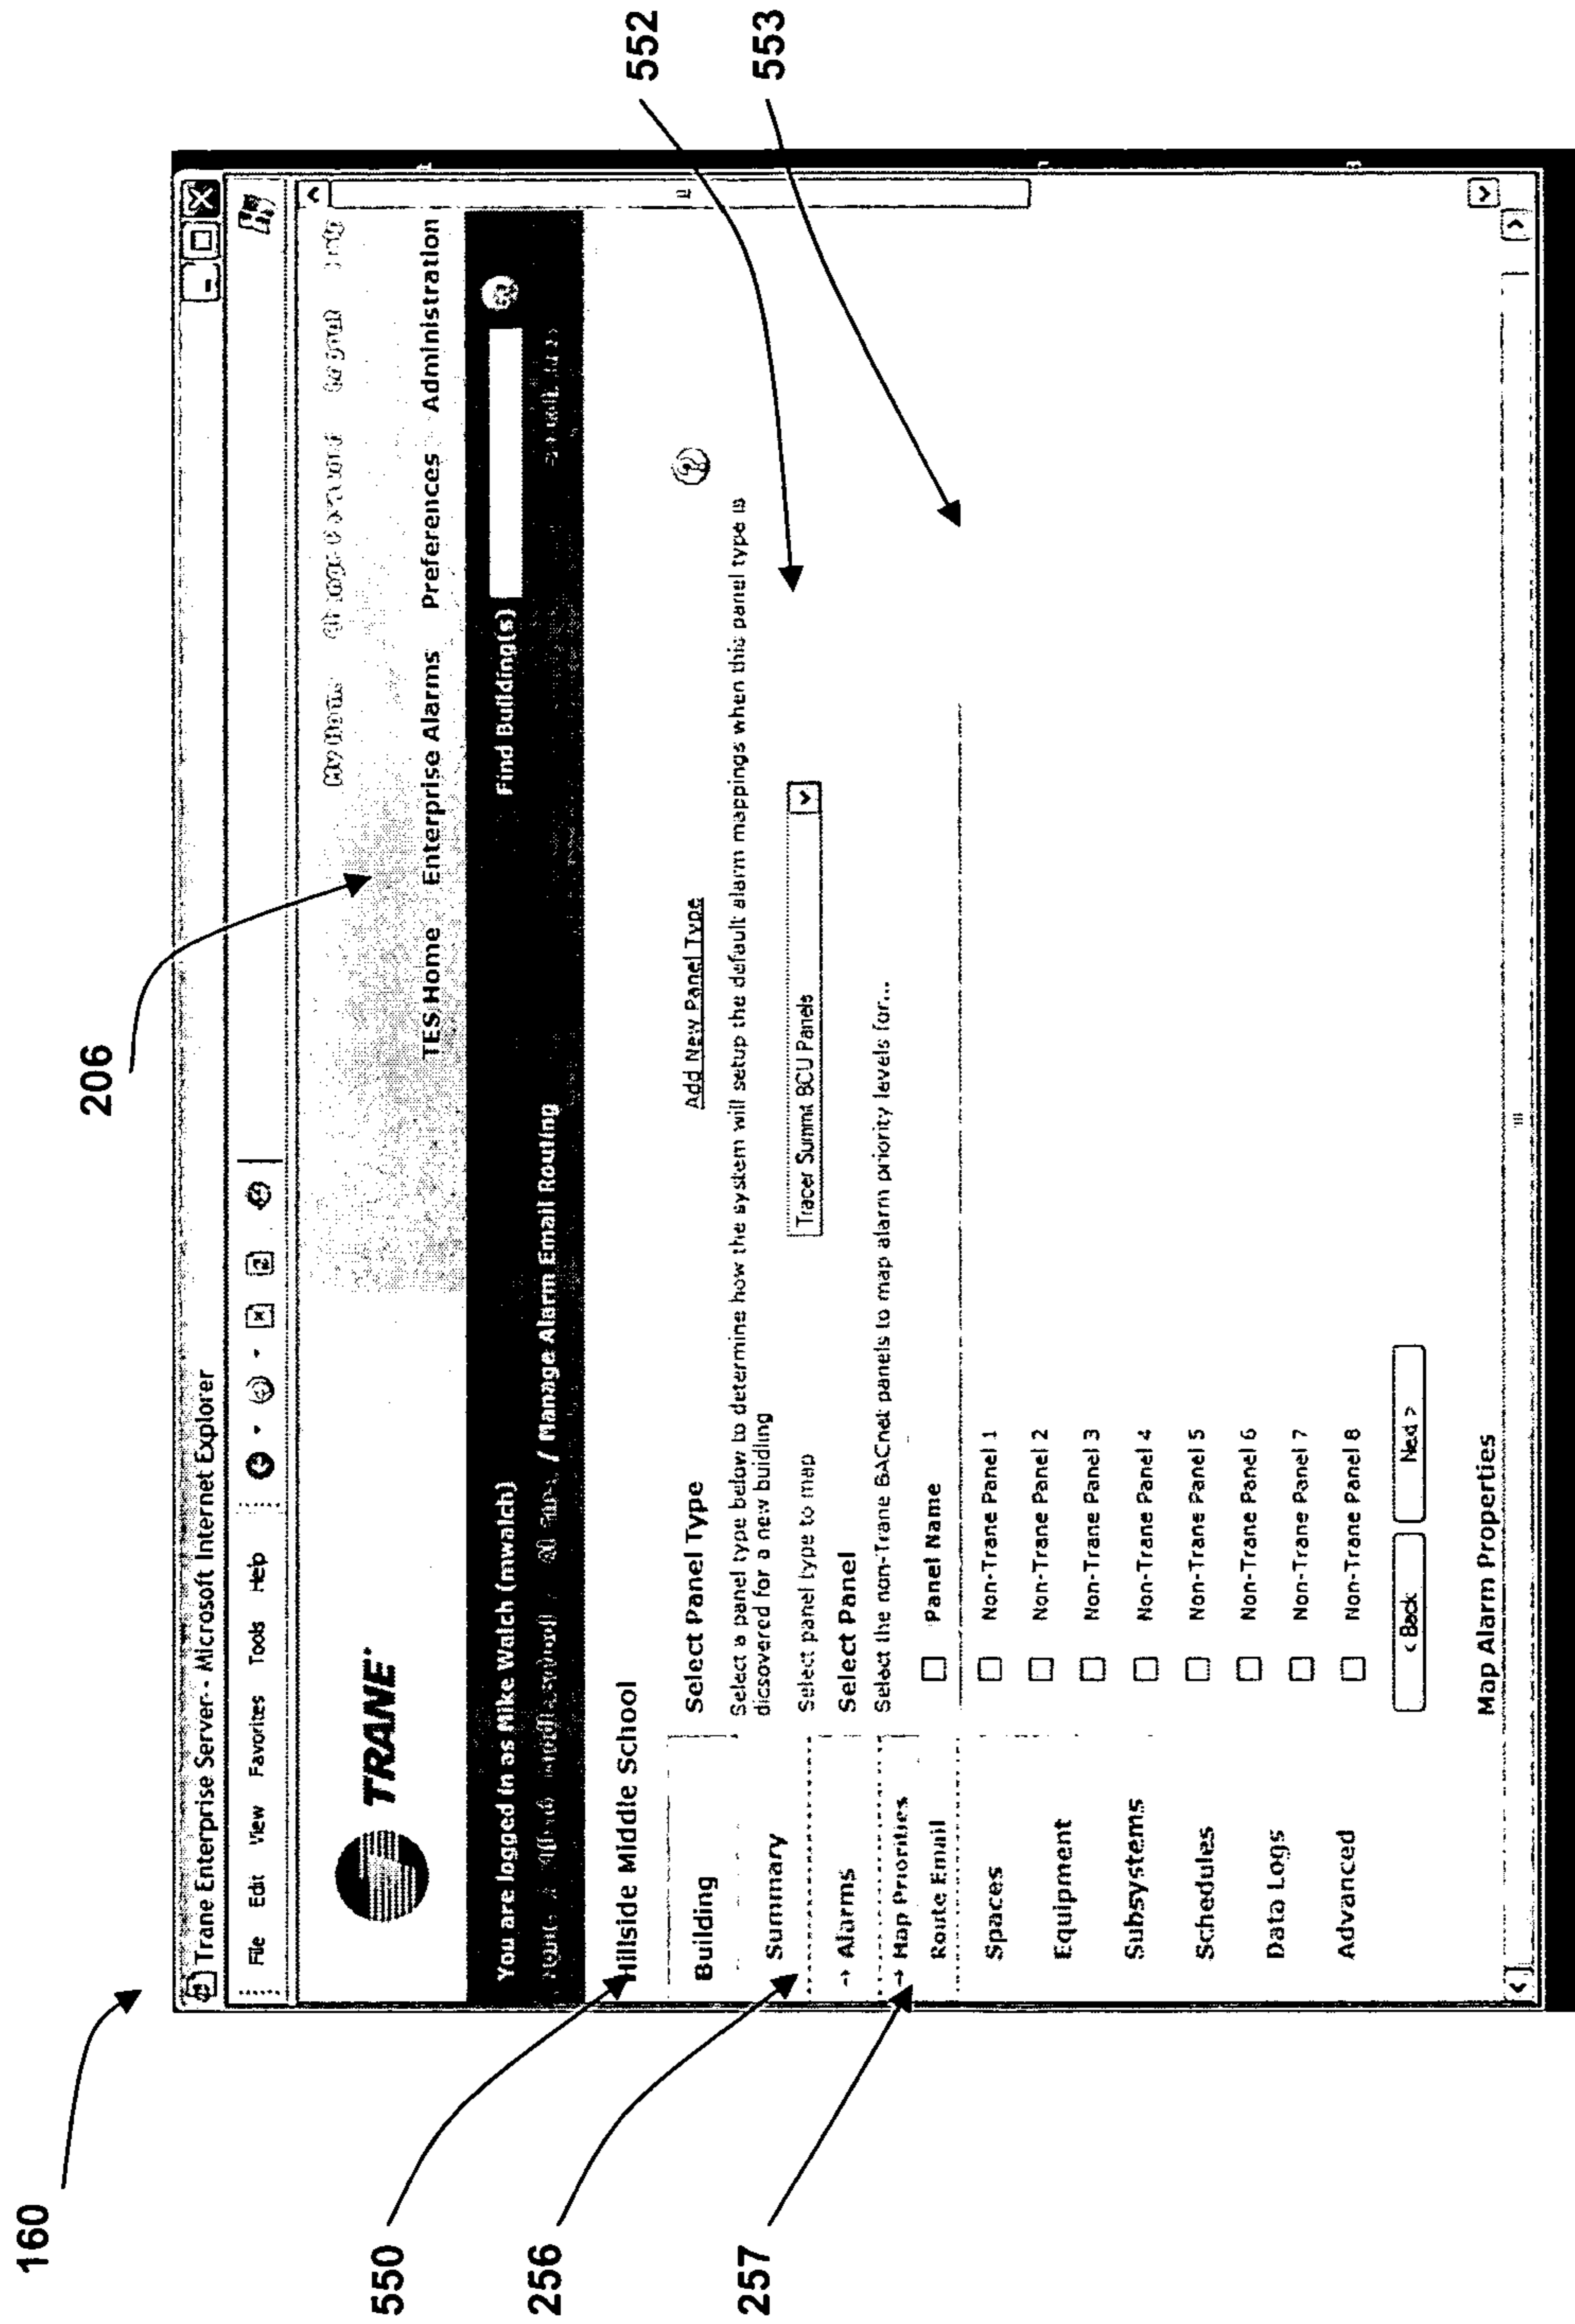 160
206
Trane Enterprise Server - Microsoft Internet Explorer
File Edit View Favorites Tools Help
TRANE
TES Home Enterprise Alarms Preferences Administration
You are logged in as Mike Walch (mwalch) Find Building(s)
/ Manage Alarm Email Routing
550
Hillside Middle School
552
553
256
257
Building
Summary
→ Alarms
→ Map Priorities
Route Email
Spaces
Equipment
Subsystems
Schedules
Data Logs
Advanced
Select Panel Type Add New Panel Type
Select a panel type below to determine how the system will setup the default alarm mappings when this panel type is
dicsovered for a new buidling
Select panel type to map Tracer Summit BCU Panels
Select Panel
Select the non-Trane BACnet panels to map alarm priority levels for...
Panel Name
Non-Trane Panel 1
Non-Trane Panel 2
Non-Trane Panel 3
Non-Trane Panel 4
Non-Trane Panel 5
Non-Trane Panel 6
Non-Trane Panel 7
Non-Trane Panel 8
< Back Next >
Map Alarm Properties